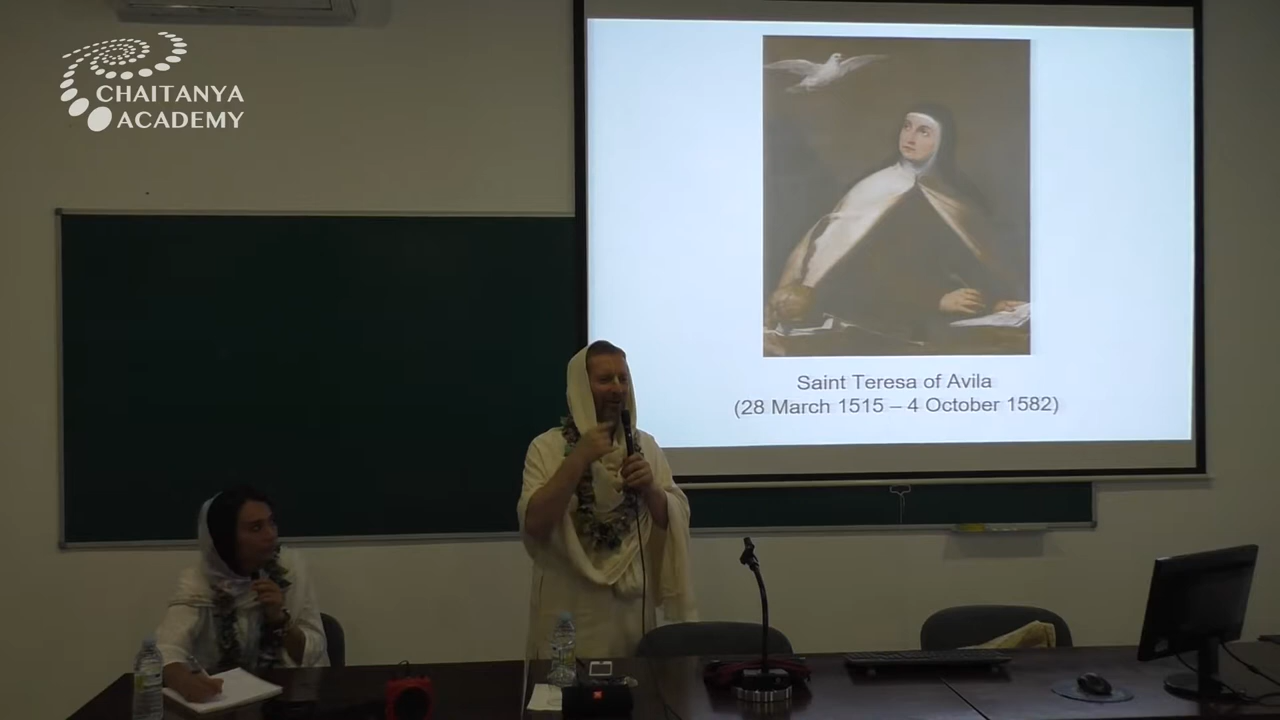 CHAITANYA
ACADEMY
Saint Teresa of Avila
(28 March 1515 – 4 October 1582)